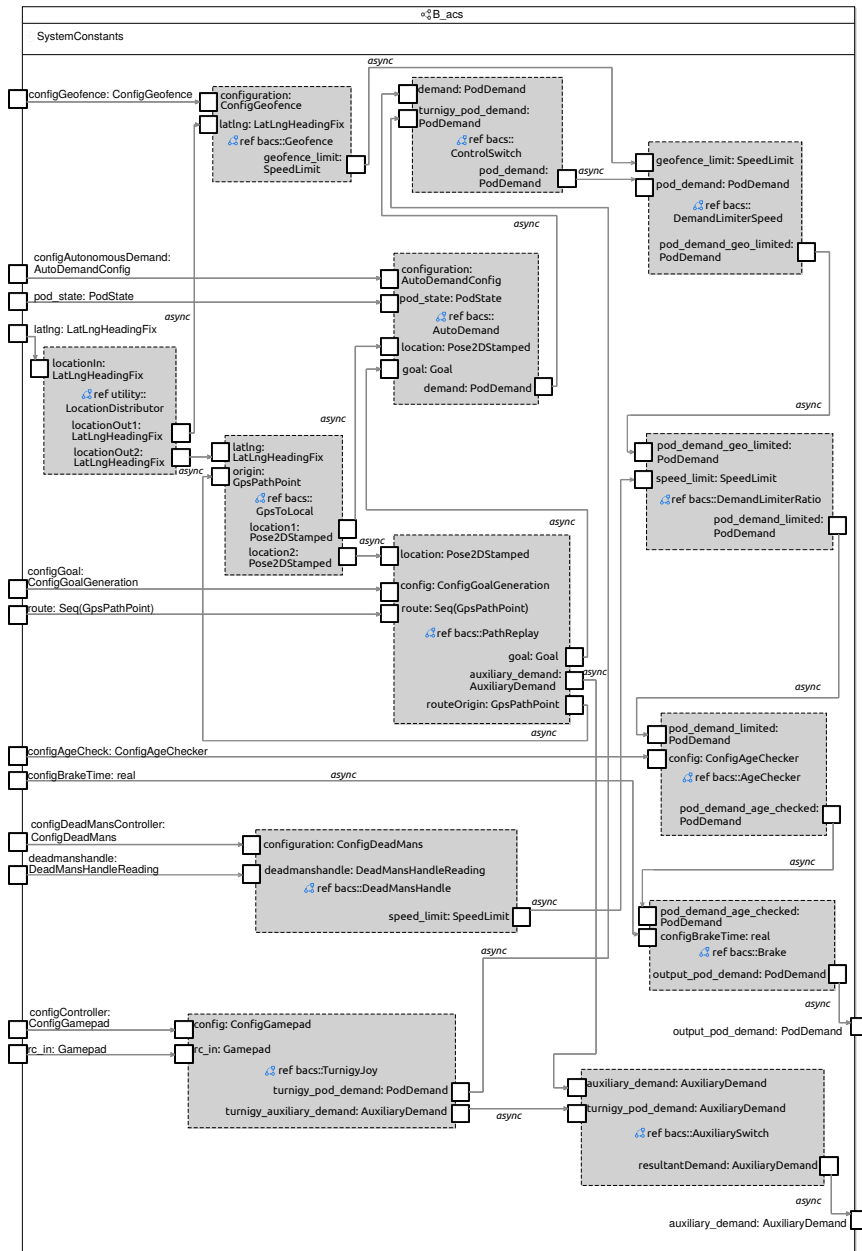 B_acs
SystemConstants
async
configGeofence: ConfigGeofence
configuration:
ConfigGeofence
latlng: LatLngHeadingFix
ref bacs::Geofence
geofence_limit:
SpeedLimit
demand: PodDemand
turnigy_pod_demand:
PodDemand
ref bacs::
ControlSwitch
pod_demand:
PodDemand
async
geofence_limit: SpeedLimit
pod_demand: PodDemand
ref bacs::
DemandLimiterSpeed
pod_demand_geo_limited:
PodDemand
async
configAutonomousDemand:
AutoDemandConfig
pod_state: PodState
latlng: LatLngHeadingFix
async
configuration:
AutoDemandConfig
pod_state: PodState
ref bacs::
AutoDemand
location: Pose2DStamped
goal: Goal
demand: PodDemand
locationIn:
LatLngHeadingFix
ref utility::
LocationDistributor
locationOut1:
LatLngHeadingFix
locationOut2:
LatLngHeadingFix
async
async
async
latlng:
LatLngHeadingFix
origin:
GpsPathPoint
ref bacs::
GpsToLocal
location1:
Pose2DStamped
location2:
Pose2DStamped
async
async
pod_demand_geo_limited:
PodDemand
speed_limit: SpeedLimit
ref bacs::DemandLimiterRatio
pod_demand_limited:
PodDemand
configGoal:
ConfigGoalGeneration
route: Seq(GpsPathPoint)
location: Pose2DStamped
config: ConfigGoalGeneration
route: Seq(GpsPathPoint)
ref bacs::PathReplay
goal: Goal
auxiliary_demand:
AuxiliaryDemand
routeOrigin: GpsPathPoint
async
async
pod_demand_limited:
PodDemand
config: ConfigAgeChecker
ref bacs::AgeChecker
pod_demand_age_checked:
PodDemand
configAgeCheck: ConfigAgeChecker
configBrakeTime: real
async
configDeadMansController:
ConfigDeadMans
deadmanshandle:
DeadMansHandleReading
configuration: ConfigDeadMans
deadmanshandle: DeadMansHandleReading
ref bacs::DeadMansHandle
speed_limit: SpeedLimit
async
async
async
pod_demand_age_checked:
PodDemand
configBrakeTime: real
ref bacs::Brake
output_pod_demand: PodDemand
async
output_pod_demand: PodDemand
configController:
ConfigGamepad
rc_in: Gamepad
config: ConfigGamepad
rc_in: Gamepad
ref bacs::TurnigyJoy
turnigy_pod_demand: PodDemand
turnigy_auxiliary_demand: AuxiliaryDemand
async
auxiliary_demand: AuxiliaryDemand
turnigy_pod_demand: AuxiliaryDemand
ref bacs::AuxiliarySwitch
resultantDemand: AuxiliaryDemand
async
auxiliary_demand: AuxiliaryDemand